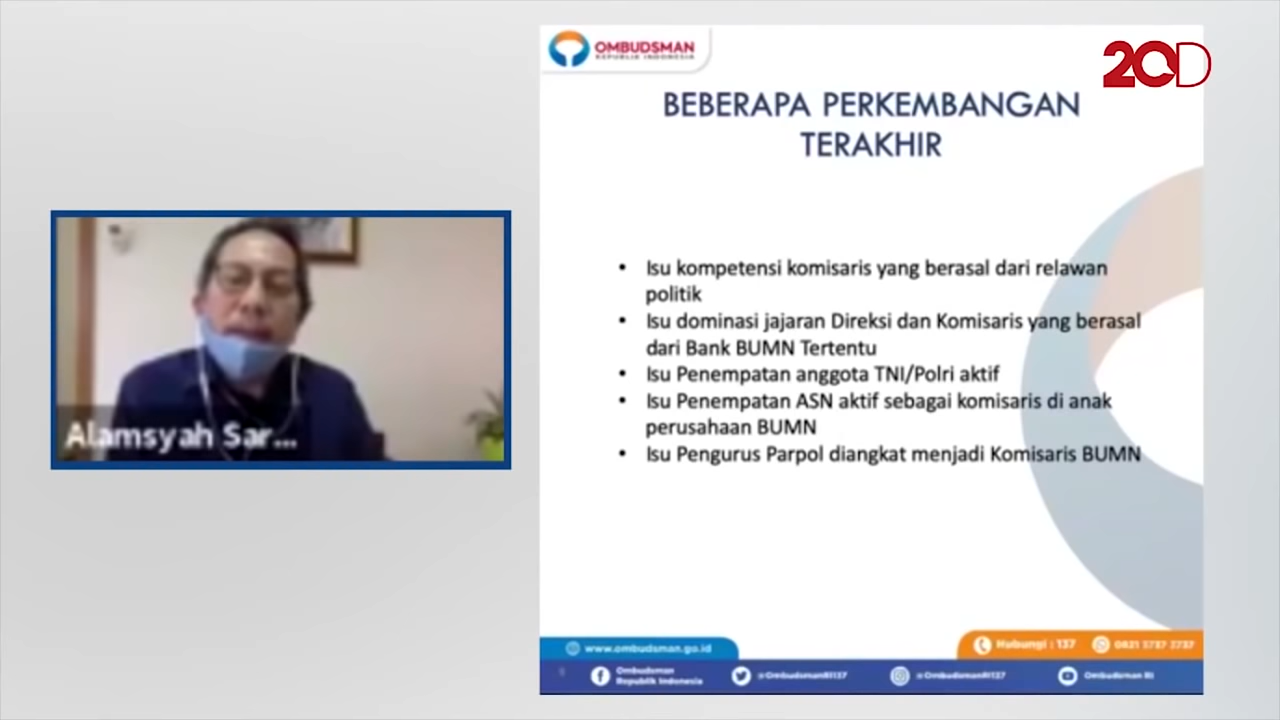 OMBUDSMAN
REPUBLIK INDONESIA
20D
BEBERAPA PERKEMBANGAN
TERAKHIR
• Isu kompetensi komisaris yang berasal dari relawan
politik
• Isu dominasi jajaran Direksi dan Komisaris yang berasal
dari Bank BUMN Tertentu
• Isu Penempatan anggota TNI/Polri aktif
• Isu Penempatan ASN aktif sebagai komisaris di anak
perusahaan BUMN
• Isu Pengurus Parpol diangkat menjadi Komisaris BUMN
Alamsyah Sar...
www.ombudsman.go.id
Hubungi : 137
0821 3737 3737
Ombudsman
Republik Indonesia
@OmbudsmanRI137
@OmbudsmanRI137
Ombudsman RI